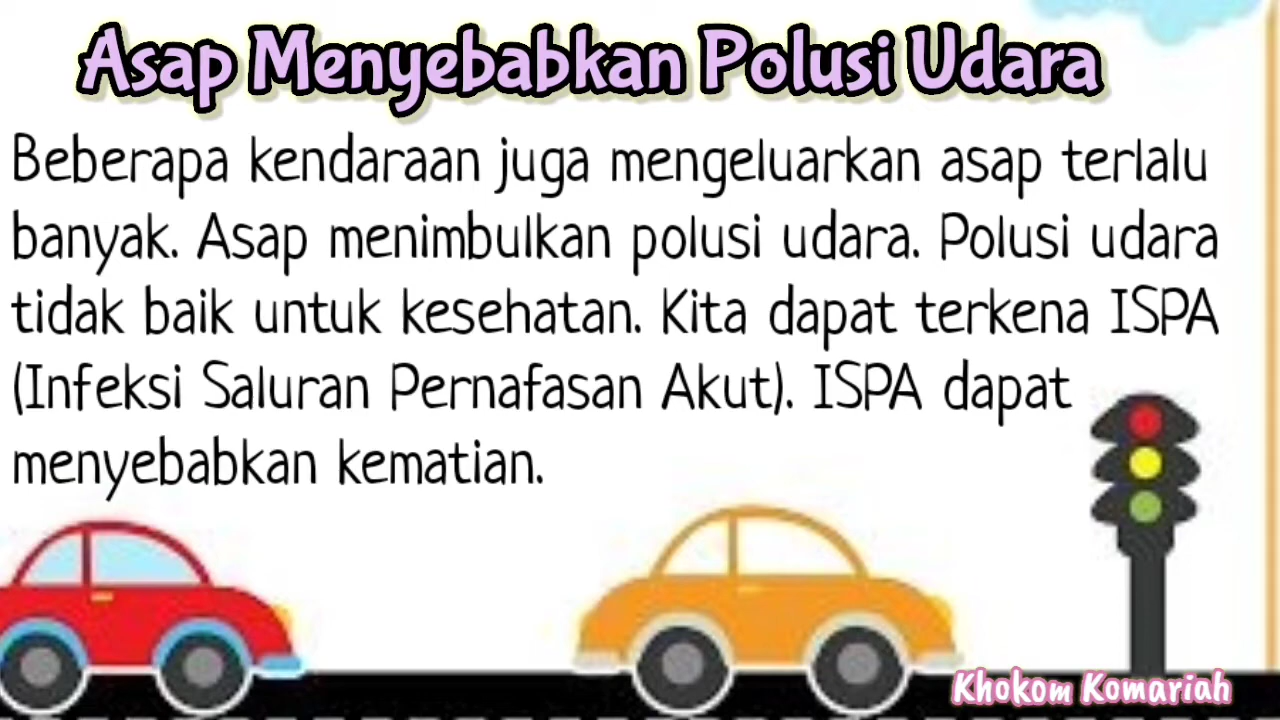 Asap Menyebabkan Polusi Udara
Beberapa kendaraan juga mengeluarkan asap terlalu
banyak. Asap menimbulkan polusi udara. Polusi udara
tidak baik untuk kesehatan. Kita dapat terkena ISPA
(Infeksi Saluran Pernafasan Akut). ISPA dapat
menyebabkan kematian.
Khokom Komariah